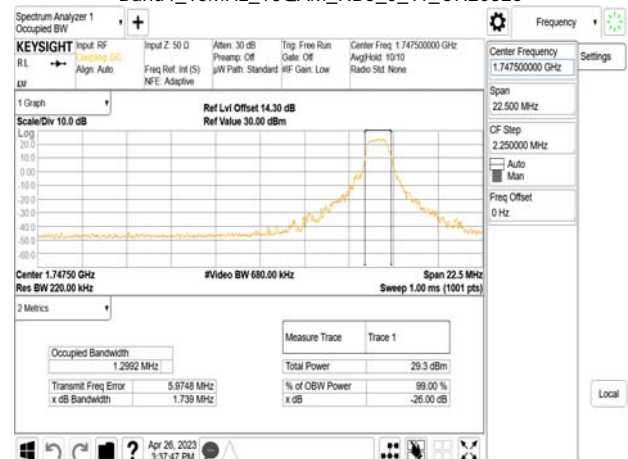 Spectrum Analyzer 1
Occupied BW
Frequency
KEYSIGHT
Input: RF
Coupling: DC
Align: Auto
Input Z: 50 Ω
Freq Ref: Int (S)
NFE: Adaptive
Atten: 30 dB
Preamp: Off
µW Path: Standard
Trig: Free Run
Gate: Off
#IF Gain: Low
Center Freq: 1.747500000 GHz
Avg|Hold: 10/10
Radio Std: None
RL
Center Frequency
1.747500000 GHz
Settings
Span
22.500 MHz
CF Step
2.250000 MHz
Auto
Man
Freq Offset
0 Hz
1 Graph
Scale/Div 10.0 dB
Ref Lvl Offset 14.30 dB
Ref Value 30.00 dBm
Log
20.0
10.0
0.00
-10.0
-20.0
-30.0
-40.0
-50.0
-60.0
Center 1.74750 GHz
#Video BW 680.00 kHz
Span 22.5 MHz
Res BW 220.00 kHz
Sweep 1.00 ms (1001 pts)
2 Metrics
Measure Trace
Trace 1
Occupied Bandwidth
1.2992 MHz
Total Power
29.3 dBm
Transmit Freq Error
5.9748 MHz
% of OBW Power
99.00 %
x dB Bandwidth
1.739 MHz
x dB
-26.00 dB
Local
Apr 26, 2023
3:37:47 PM